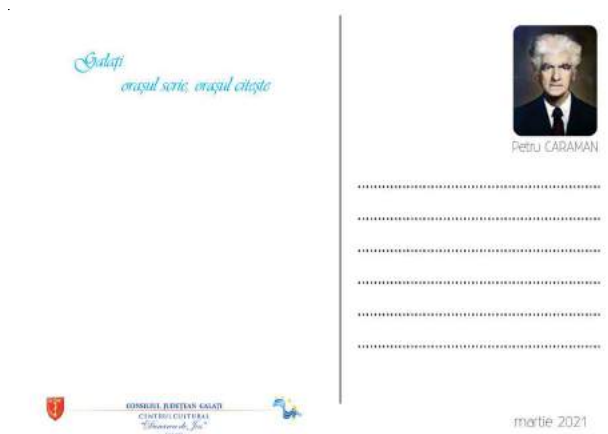 Galați
orașul scrie, orașul citește
Petru CARAMAN
CONSILIUL JUDEȚEAN GALAȚI
CENTRUL CULTURAL
"Dunărea de Jos"
martie 2021